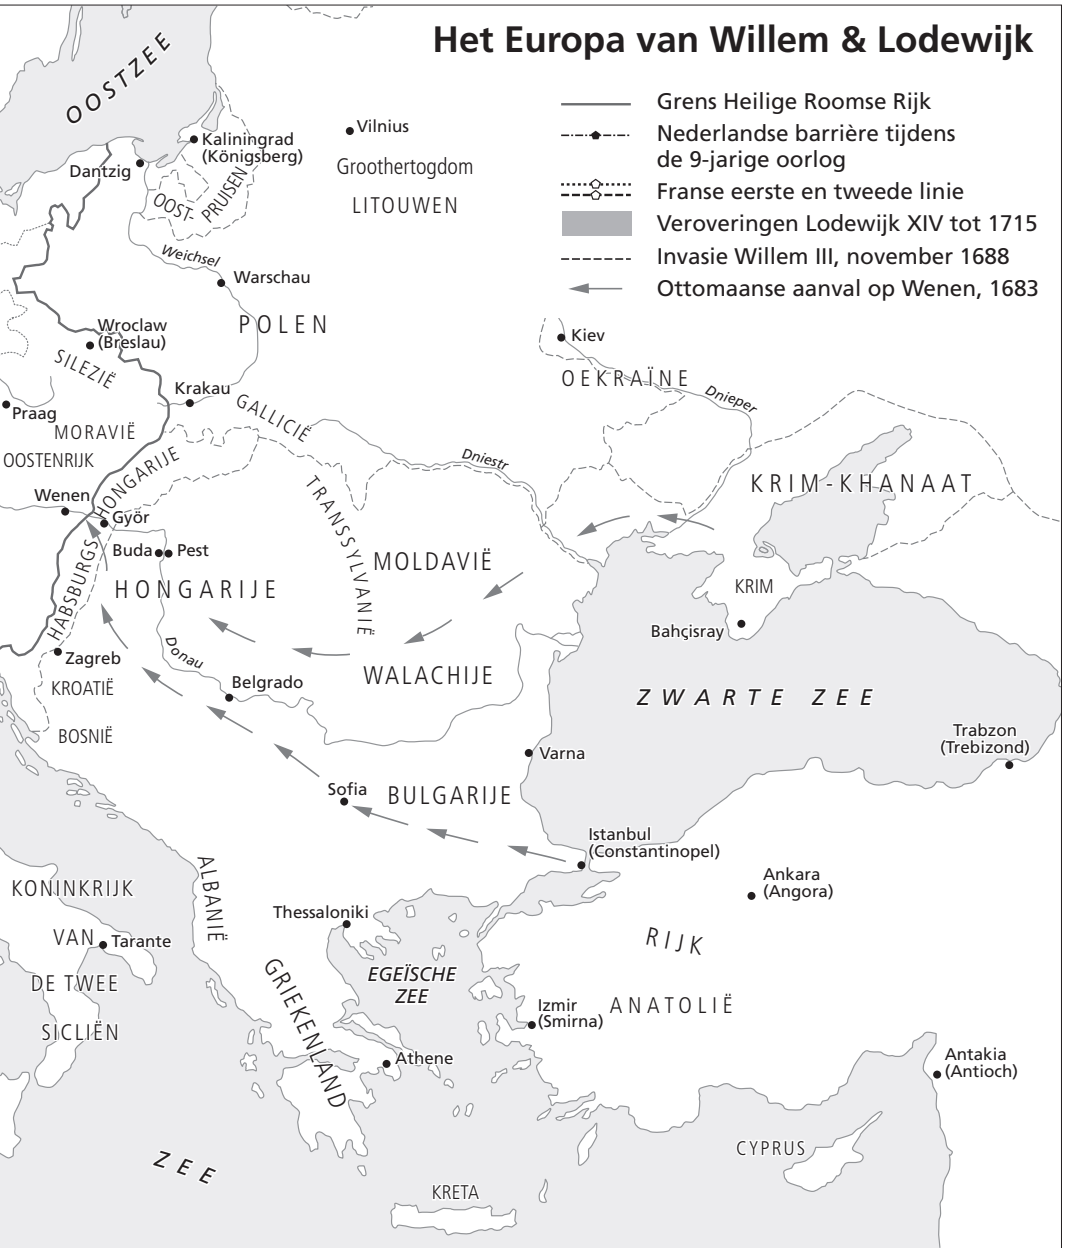 Het Europa van Willem & Lodewijk
Grens Heilige Roomse Rijk
Nederlandse barrière tijdens
de 9-jarige oorlog
Franse eerste en tweede linie
Veroveringen Lodewijk XIV tot 1715
Invasie Willem III, november 1688
Ottomaanse aanval op Wenen, 1683
OOSTZEE
Kaliningrad
(Königsberg)
Vilnius
Dantzig
Groothertogdom
LITOUWEN
OOST-
PRUISEN
Weichsel
Warschau
POLEN
Wroclaw
(Breslau)
SILEZIË
Kiev
OEKRAÏNE
Dnieper
Krakau
GALLICIË
Praag
MORAVIË
OOSTENRIJK
Dniestr
KRIM-KHANAAT
Wenen
HABSBURGS
HONGARIJE
Györ
TRANSSYLVANIË
Buda
Pest
MOLDAVIË
HONGARIJE
KRIM
Bahçisray
Donau
Zagreb
KROATIË
Belgrado
WALACHIJE
ZWARTE ZEE
BOSNIË
Varna
Trabzon
(Trebizond)
Sofia
BULGARIJE
Istanbul
(Constantinopel)
ALBANIË
Ankara
(Angora)
KONINKRIJK
VAN
Tarante
DE TWEE
SICLIËN
Thessaloniki
RIJK
GRIEKENLAND
EGEÏSCHE
ZEE
Izmir
(Smirna)
ANATOLIË
Athene
Antakia
(Antioch)
CYPRUS
ZEE
KRETA